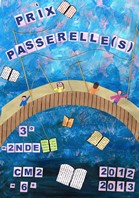 PRIX
PASSERELLE(S)
3e
-2NDE
CM2
-6e
2012
2013